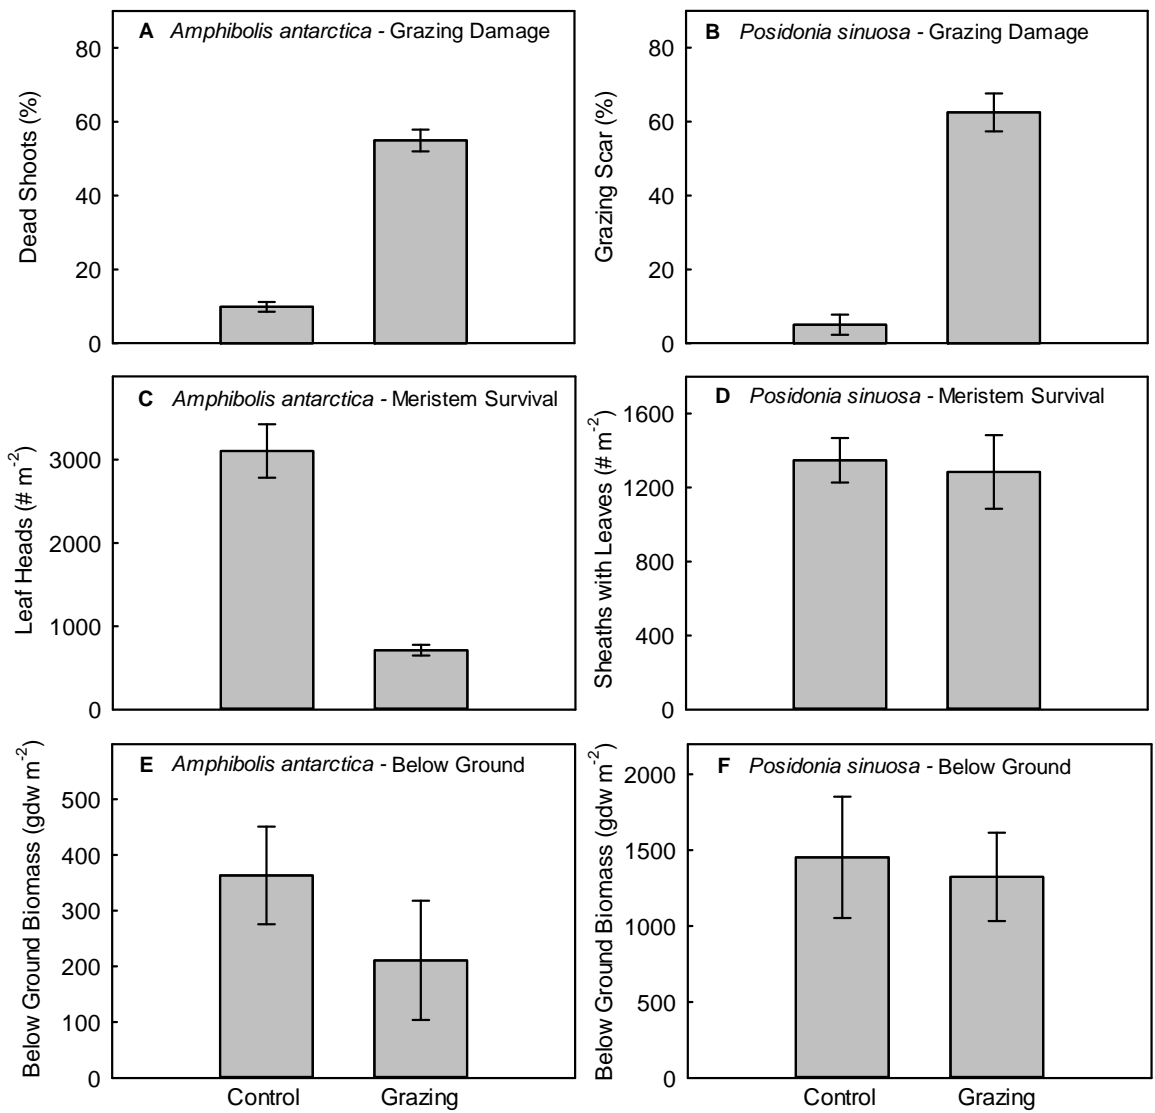 A Amphibolis antarctica - Grazing Damage
Dead Shoots (%)
80
60
40
20
0
B Posidonia sinuosa - Grazing Damage
Grazing Scar (%)
80
60
40
20
0
C Amphibolis antarctica - Meristem Survival
Leaf Heads (# m-2)
3000
2000
1000
0
D Posidonia sinuosa - Meristem Survival
Sheaths with Leaves (# m-2)
1600
1200
800
400
0
E Amphibolis antarctica - Below Ground
Below Ground Biomass (gdw m-2)
500
400
300
200
100
0
Control Grazing
F Posidonia sinuosa - Below Ground
Below Ground Biomass (gdw m-2)
2000
1500
1000
500
0
Control Grazing